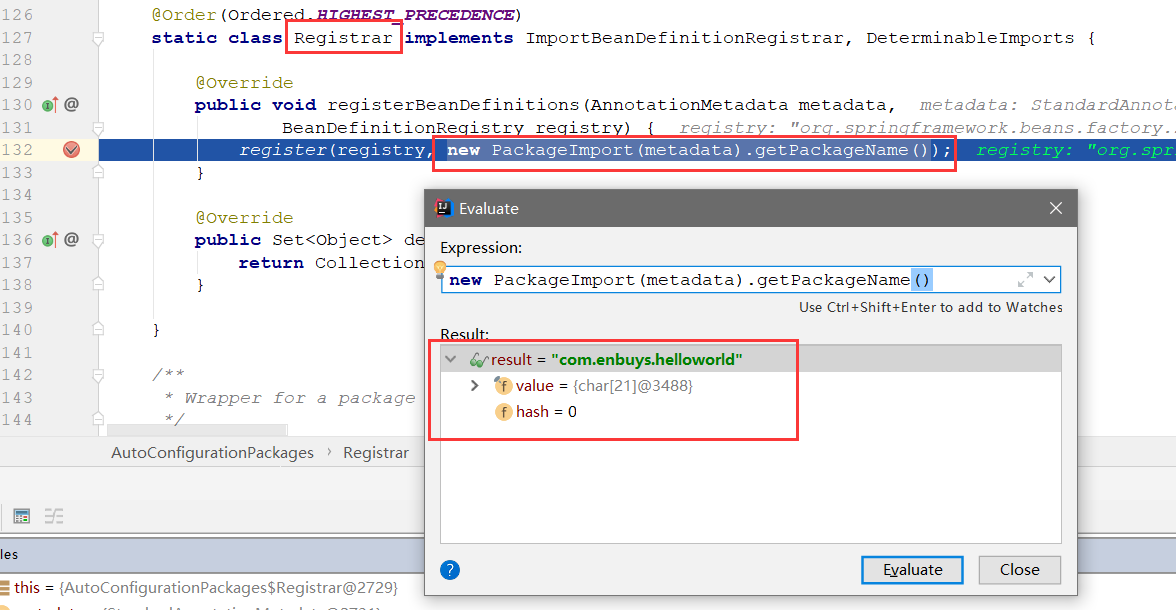 126 @Order(Ordered.HIGHEST_PRECEDENCE)
127 static class Registrar implements ImportBeanDefinitionRegistrar, DeterminableImports {
128
129 @Override
130 public void registerBeanDefinitions(AnnotationMetadata metadata, metadata: StandardAnnota
131 BeanDefinitionRegistry registry) { registry: "org.springframework.beans.factory.
132 register(registry, new PackageImport(metadata).getPackageName()); registry: "org.spri
133 }
134
135 @Override
136 public Set<Object> de
137 return Collection
138 }
139
140 }
141
142 /**
143 * Wrapper for a package
144 */
Evaluate
Expression:
new PackageImport(metadata).getPackageName()
Use Ctrl+Shift+Enter to add to Watches
Result:
result = "com.enbuys.helloworld"
value = {char[21]@3488}
hash = 0
Evaluate
Close
AutoConfigurationPackages › Registrar
les
this = {AutoConfigurationPackages$Registrar@2729}